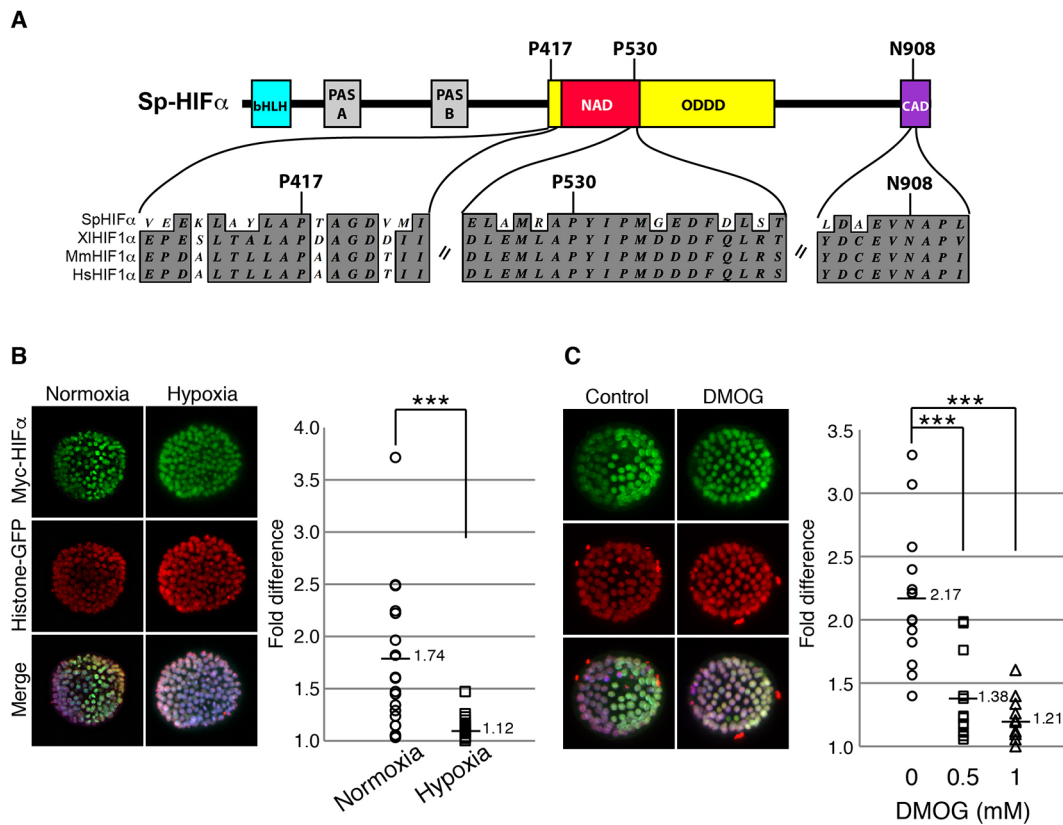 A
P417 P530 N908
Sp-HIFα bHLH PAS A PAS B NAD ODDD CAD
P417 P530 N908
SpHIFα V E E K L A Y L A P T A G D V M I // E L A M R A P Y I P M G E D F D L S T // L D A E V N A P L
XlHIF1α E P E S L T A L A P D A G D D I I D L E M L A P Y I P M D D D F Q L R T Y D C E V N A P V
MmHIF1α E P D A L T L L A P A A G D T I I D L E M L A P Y I P M D D D F Q L R S Y D C E V N A P I
HsHIF1α E P D A L T L L A P A A G D T I I D L E M L A P Y I P M D D D F Q L R S Y D C E V N A P I
B
Normoxia Hypoxia
Myc-HIFα
Histone-GFP
Merge
Fold difference
4.0
3.5
3.0
2.5
2.0
1.5
1.0
***
1.74
1.12
Normoxia Hypoxia
C
Control DMOG
Fold difference
3.5
3.0
2.5
2.0
1.5
1.0
***
***
2.17
1.38
1.21
0 0.5 1
DMOG (mM)